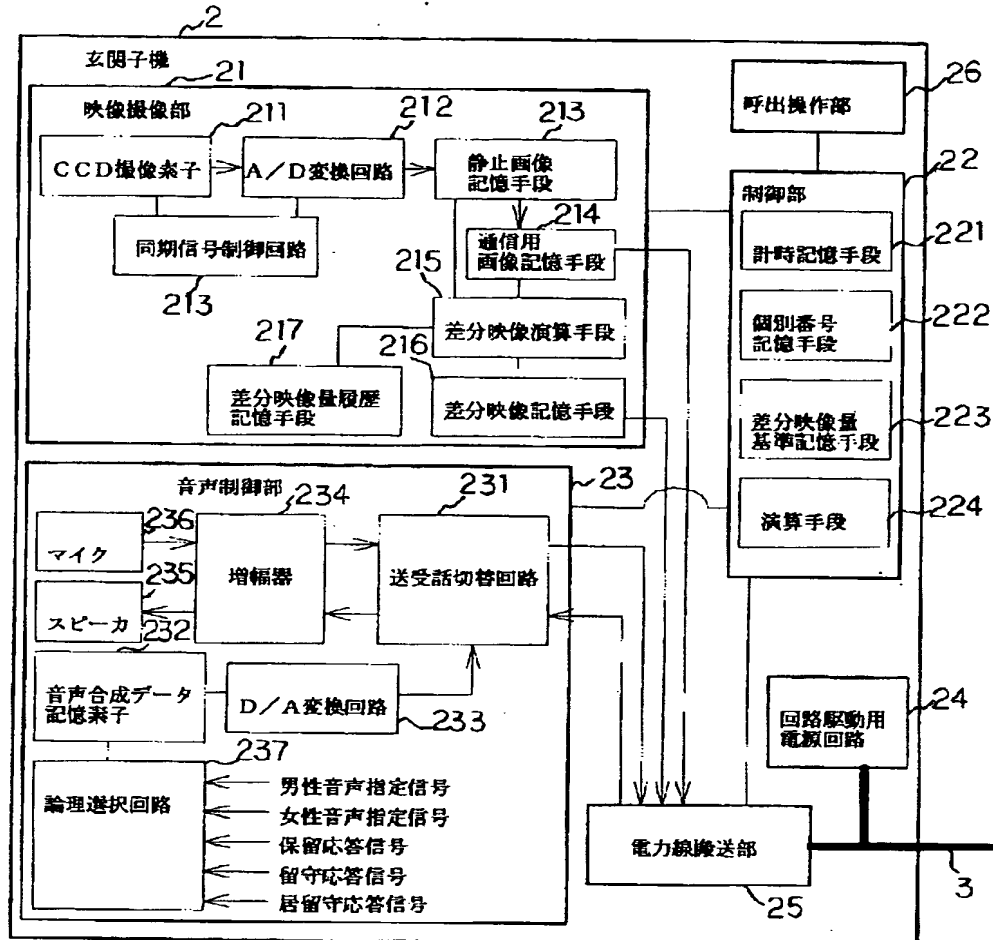 2
玄関子機
21
映像撮像部
211
212
213
CCD撮像素子
A/D変換回路
静止画像
記憶手段
同期信号制御回路
213
214
通信用
画像記憶手段
215
差分映像演算手段
216
差分映像記憶手段
217
差分映像量履歴
記憶手段
26
呼出操作部
22
制御部
計時記憶手段
221
個別番号
記憶手段
222
差分映像量
基準記憶手段
223
演算手段
224
23
音声制御部
234
231
マイク
236
増幅器
送受話切替回路
235
スピーカ
232
音声合成データ
記憶素子
D/A変換回路
233
237
論理選択回路
男性音声指定信号
女性音声指定信号
保留応答信号
留守応答信号
居留守応答信号
24
回路駆動用
電源回路
電力線搬送部
25
3